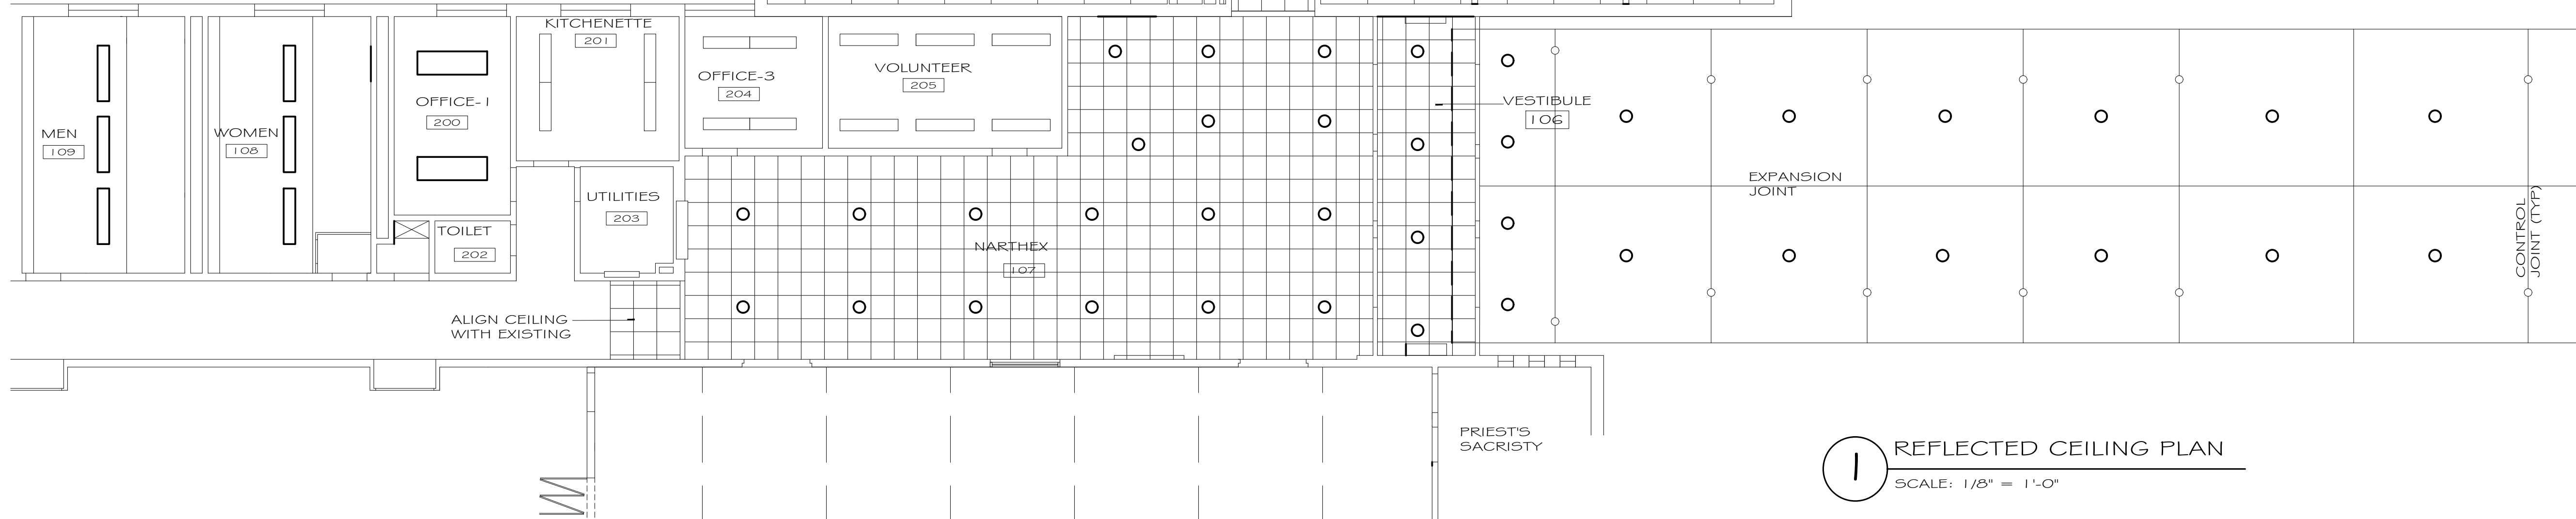 KITCHENETTE
201
OFFICE-3
204
VOLUNTEER
205
OFFICE-1
200
VESTIBULE
106
MEN
109
WOMEN
108
EXPANSION
JOINT
UTILITIES
203
TOILET
202
NARTHEX
107
CONTROL
JOINT (TYP)
ALIGN CEILING
WITH EXISTING
PRIEST'S
SACRISTY
1
REFLECTED CEILING PLAN
SCALE: 1/8" = 1'-0"